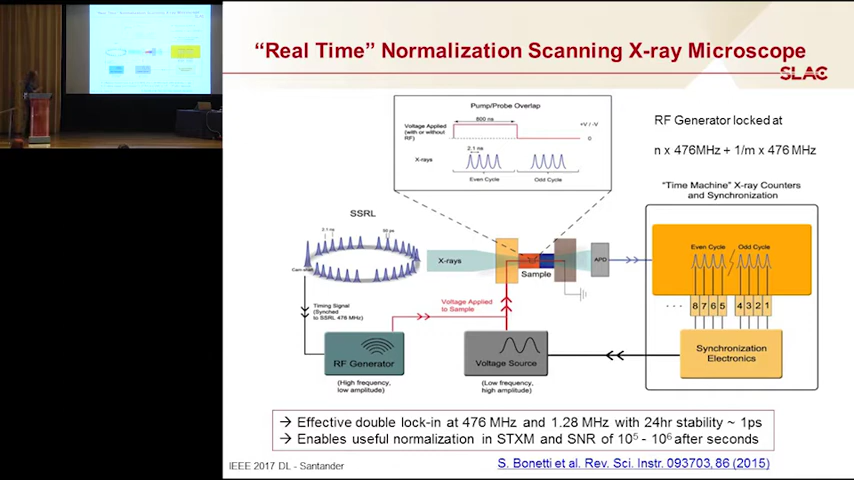 "Real Time" Normalization Scanning X-ray Microscope
SLAC
Pump/Probe Overlap
Voltage Applied
(with or without
RF)
800 ns
+V / -V
0
X-rays
2.1 ns
Even Cycle
Odd Cycle
RF Generator locked at
n x 476MHz + 1/m x 476 MHz
"Time Machine" X-ray Counters
and Synchronization
SSRL
2.1 ns
Cam-shaft
X-rays
Sample
APD
Even Cycle
Odd Cycle
. . . 8 7 6 5 4 3 2 1
Timing Signal
(Synched
to SSRL 476 MHz)
Voltage Applied
to Sample
RF Generator
Voltage Source
Synchronization
Electronics
(High frequency,
low amplitude)
(Low frequency,
high amplitude)
→ Effective double lock-in at 476 MHz and 1.28 MHz with 24hr stability ~ 1ps
→ Enables useful normalization in STXM and SNR of 10⁵ - 10⁶ after seconds
IEEE 2017 DL - Santander
S. Bonetti et al. Rev. Sci. Instr. 093703, 86 (2015)